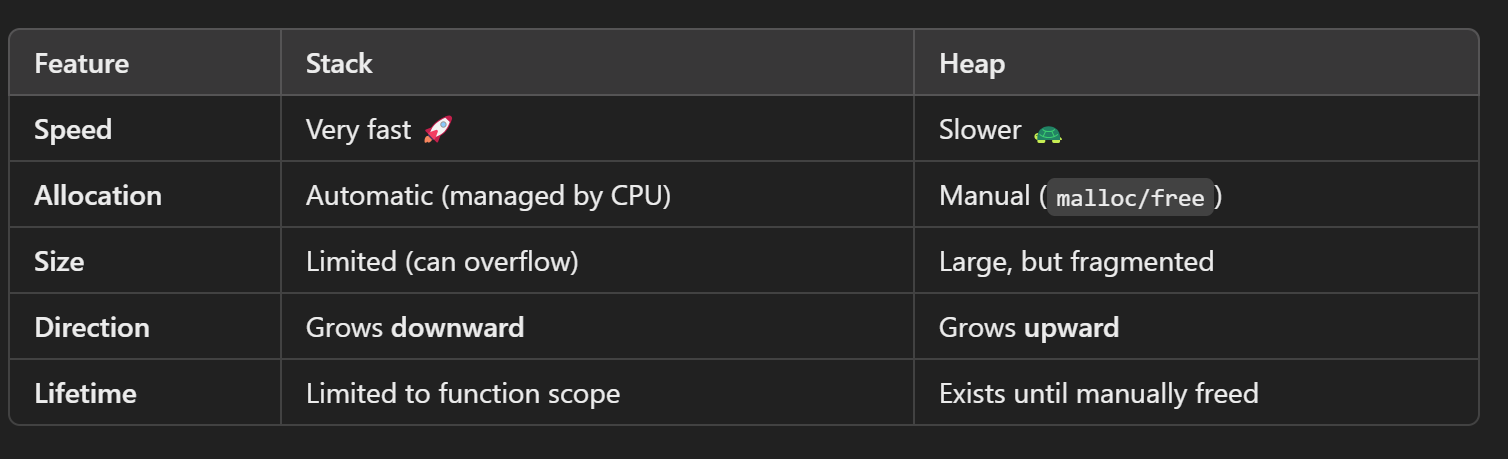 Feature Stack Heap
Speed Very fast 🚀 Slower 🐢
Allocation Automatic (managed by CPU) Manual (malloc/free)
Size Limited (can overflow) Large, but fragmented
Direction Grows downward Grows upward
Lifetime Limited to function scope Exists until manually freed